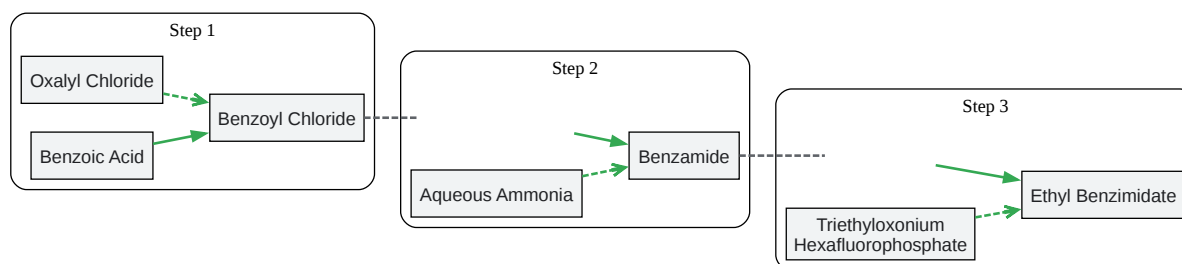 Step 1
Oxalyl Chloride
Benzoic Acid
Benzoyl Chloride
Step 2
Aqueous Ammonia
Benzamide
Step 3
Triethyloxonium
Hexafluorophosphate
Ethyl Benzimidate